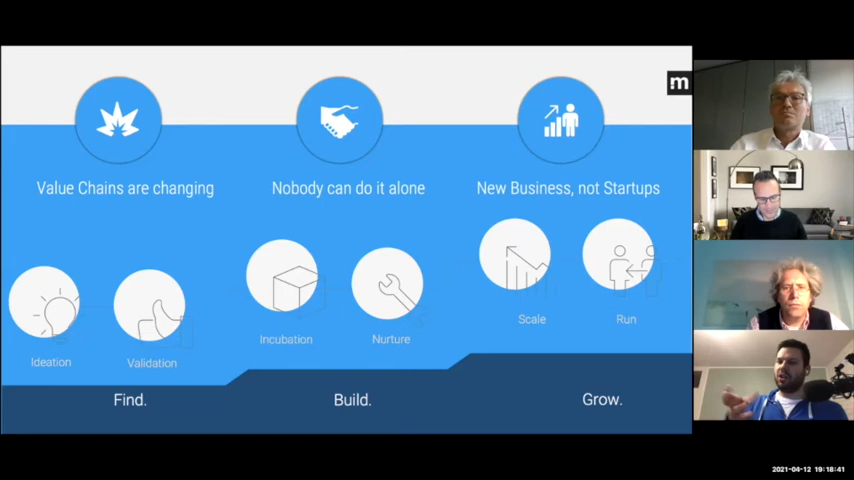 m
Value Chains are changing
Nobody can do it alone
New Business, not Startups
Ideation
Validation
Incubation
Nurture
Scale
Run
Find.
Build.
Grow.
2021-04-12 19:18:41